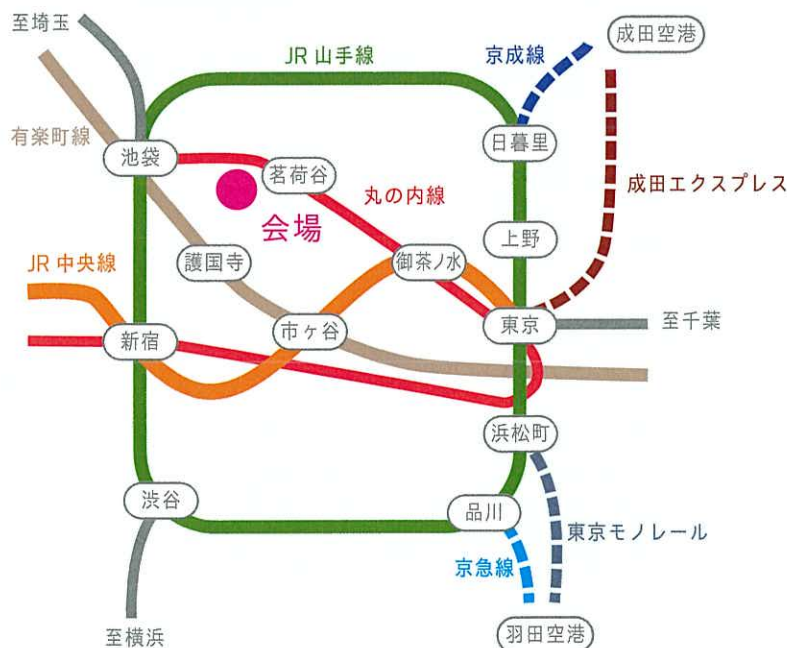 至埼玉
成田空港
京成線
JR 山手線
有楽町線
池袋
日暮里
茗荷谷
成田エクスプレス
丸の内線
会場
上野
護国寺
御茶ノ水
JR 中央線
至千葉
東京
市ヶ谷
新宿
浜松町
渋谷
品川
東京モノレール
京急線
羽田空港
至横浜